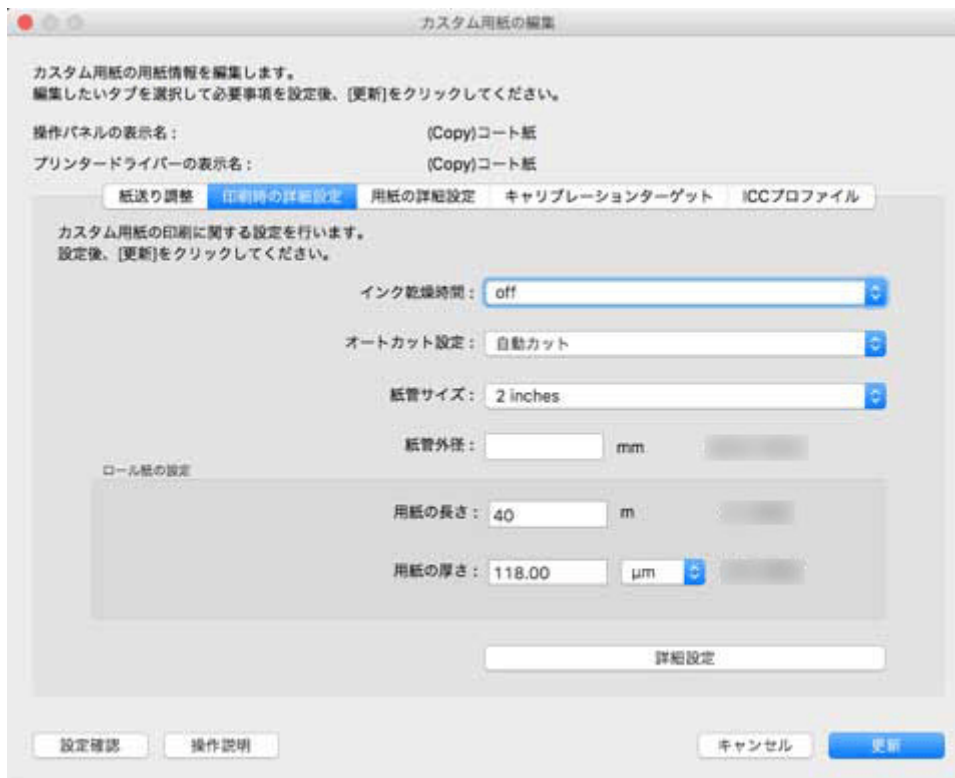 カスタム用紙の編集
カスタム用紙の用紙情報を編集します。
編集したいタブを選択して必要事項を設定後、[更新]をクリックしてください。
操作パネルの表示名： (Copy)コート紙
プリンタードライバーの表示名： (Copy)コート紙
紙送り調整 印刷時の詳細設定 用紙の詳細設定 キャリブレーションターゲット ICCプロファイル
カスタム用紙の印刷に関する設定を行います。
設定後、[更新]をクリックしてください。
インク乾燥時間： off
オートカット設定： 自動カット
紙管サイズ： 2 inches
紙管外径： mm
ロール紙の設定
用紙の長さ： 40 m
用紙の厚さ： 118.00 μm
詳細設定
設定確認 操作説明 キャンセル 更新